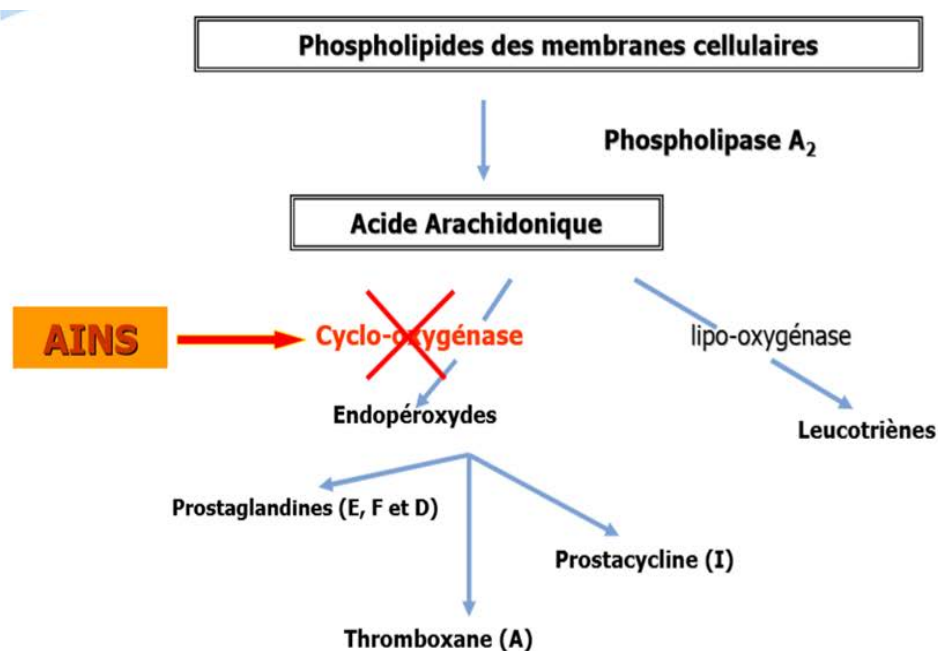 Phospholipides des membranes cellulaires
Phospholipase A₂
Acide Arachidonique
AINS
Cyclo-oxygénase
lipo-oxygénase
Endopéroxydes
Leucotriènes
Prostaglandines (E, F et D)
Prostacycline (I)
Thromboxane (A)